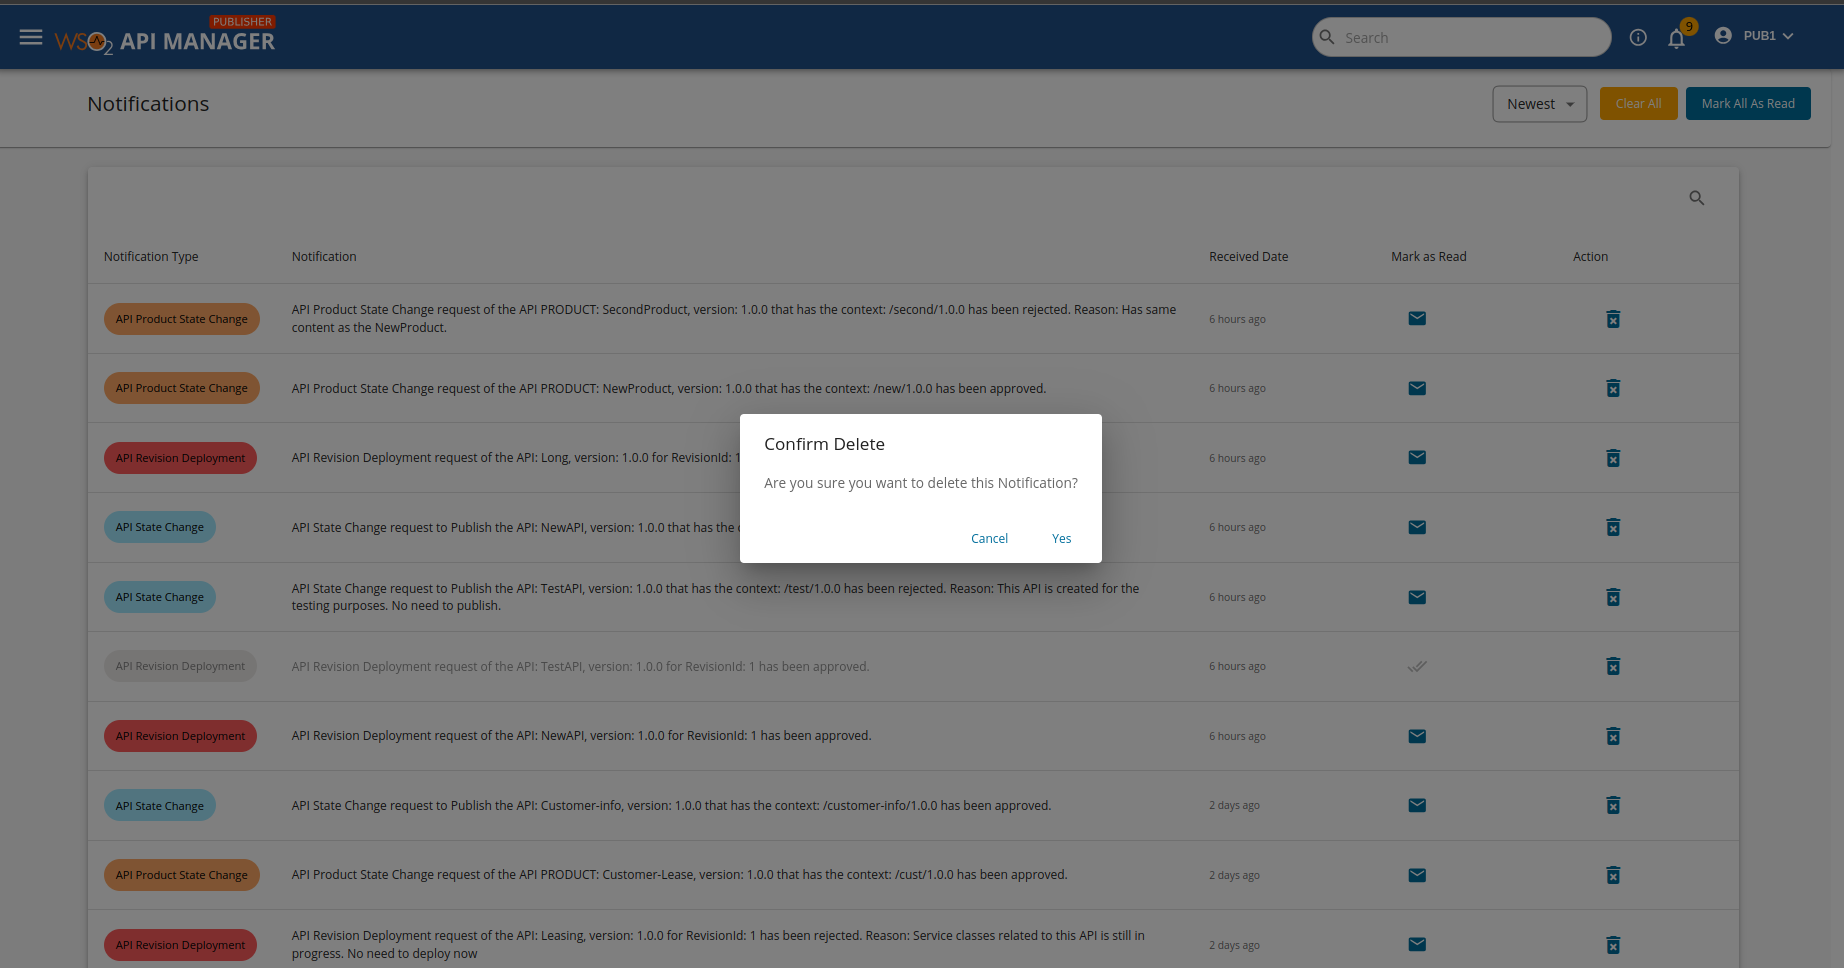 PUBLISHER
WSO2 API MANAGER
Search
9
PUB1
Notifications
Newest
Clear All
Mark All As Read
Notification Type
Notification
Received Date
Mark as Read
Action
API Product State Change
API Product State Change request of the API PRODUCT: SecondProduct, version: 1.0.0 that has the context: /second/1.0.0 has been rejected. Reason: Has same
content as the NewProduct.
6 hours ago
API Product State Change
API Product State Change request of the API PRODUCT: NewProduct, version: 1.0.0 that has the context: /new/1.0.0 has been approved.
6 hours ago
API Revision Deployment
API Revision Deployment request of the API: Long, version: 1.0.0 for RevisionId: 1
6 hours ago
API State Change
API State Change request to Publish the API: NewAPI, version: 1.0.0 that has the
6 hours ago
Confirm Delete
Are you sure you want to delete this Notification?
Cancel
Yes
API State Change
API State Change request to Publish the API: TestAPI, version: 1.0.0 that has the context: /test/1.0.0 has been rejected. Reason: This API is created for the
testing purposes. No need to publish.
6 hours ago
API Revision Deployment
API Revision Deployment request of the API: TestAPI, version: 1.0.0 for RevisionId: 1 has been approved.
6 hours ago
API Revision Deployment
API Revision Deployment request of the API: NewAPI, version: 1.0.0 for RevisionId: 1 has been approved.
6 hours ago
API State Change
API State Change request to Publish the API: Customer-info, version: 1.0.0 that has the context: /customer-info/1.0.0 has been approved.
2 days ago
API Product State Change
API Product State Change request of the API PRODUCT: Customer-Lease, version: 1.0.0 that has the context: /cust/1.0.0 has been approved.
2 days ago
API Revision Deployment
API Revision Deployment request of the API: Leasing, version: 1.0.0 for RevisionId: 1 has been rejected. Reason: Service classes related to this API is still in
progress. No need to deploy now
2 days ago